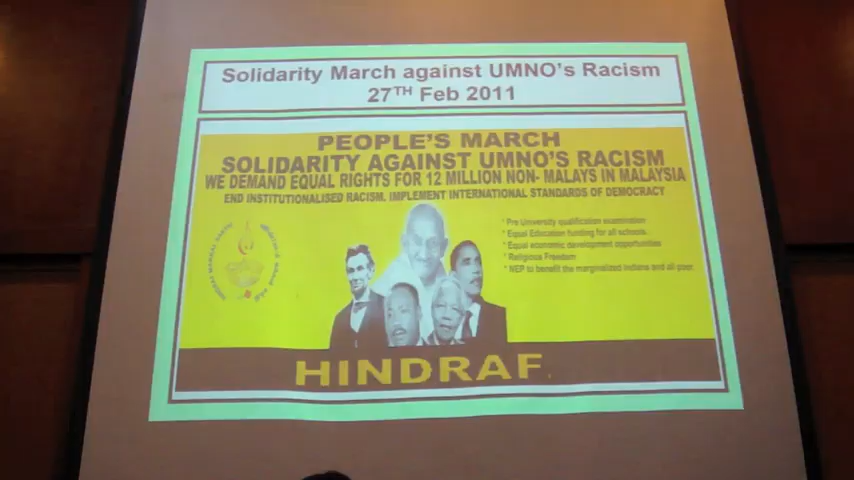 Solidarity March against UMNO's Racism
27TH Feb 2011
PEOPLE'S MARCH
SOLIDARITY AGAINST UMNO'S RACISM
WE DEMAND EQUAL RIGHTS FOR 12 MILLION NON- MALAYS IN MALAYSIA
END INSTITUTIONALISED RACISM, IMPLEMENT INTERNATIONAL STANDARDS OF DEMOCRACY
* Pre University qualification examination
* Equal Education funding for all schools.
* Equal economic development opportunities
* Religious Freedom
* NEP to benefit the marginalized Indians and all poor.
HINDRAF.